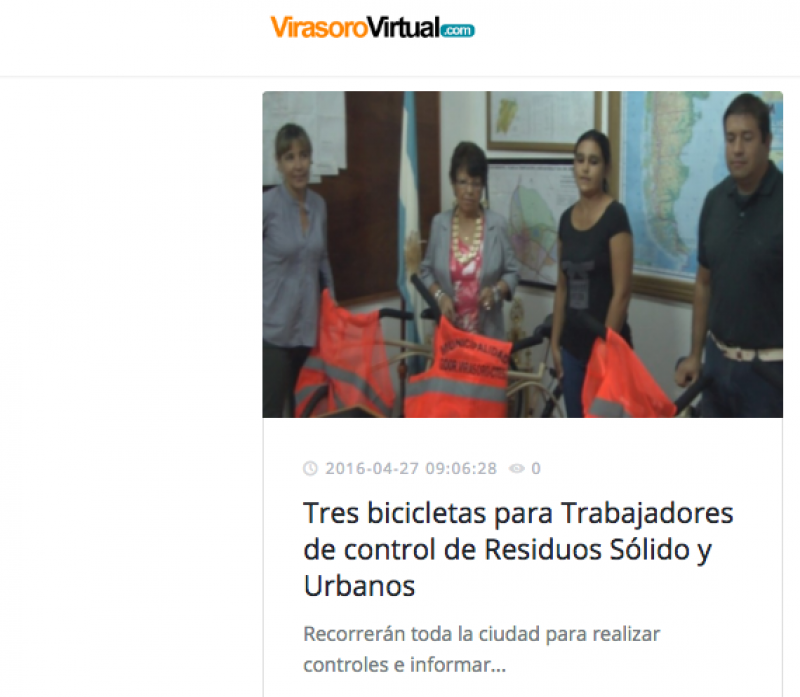 VirasoroVirtual.com
MUNICIPALIDAD
2016-04-27 09:06:28 0
Tres bicicletas para Trabajadores
de control de Residuos Sólido y
Urbanos
Recorrerán toda la ciudad para realizar
controles e informar...